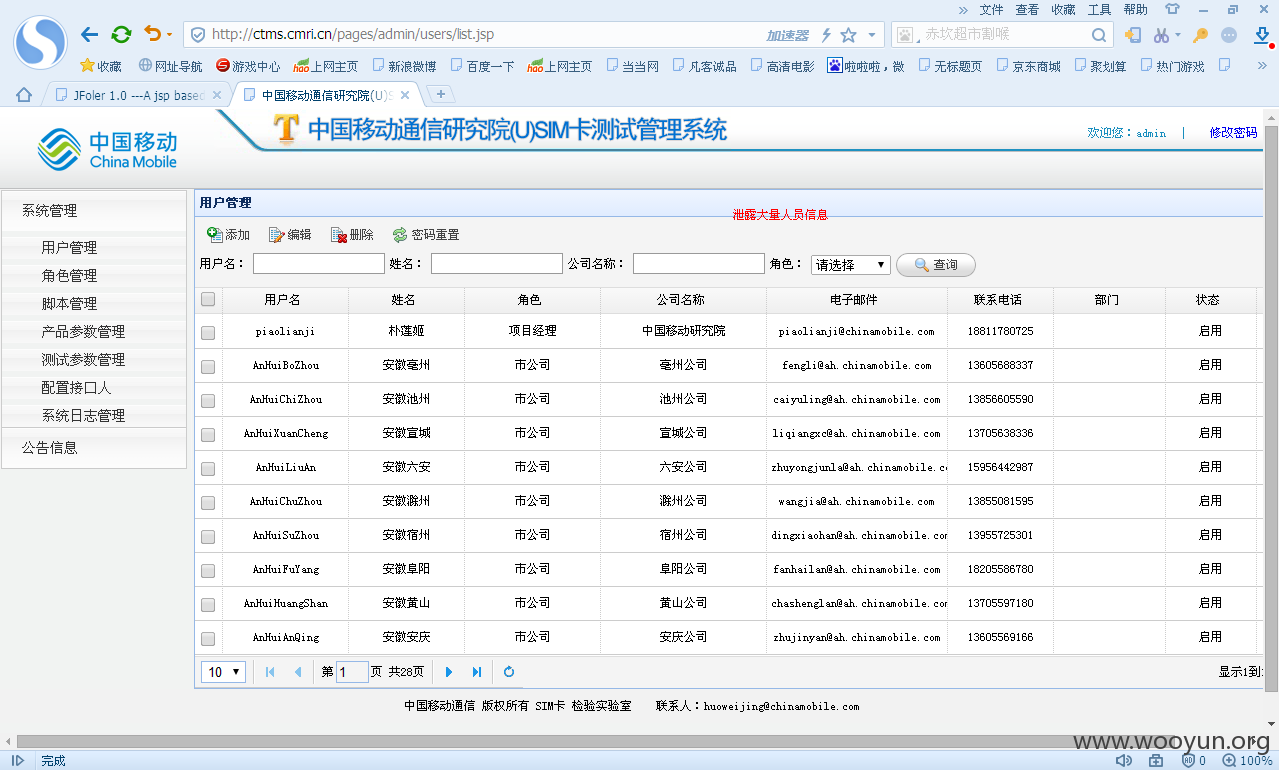 » 文件 查看 收藏 工具 帮助
http://ctms.cmri.cn/pages/admin/users/list.jsp 加速器 赤坎超市割喉
收藏 网址导航 游戏中心 hao 上网主页 新浪微博 百度一下 hao 上网主页 当当网 凡客诚品 高清电影 啦啦啦，微 无标题页 京东商城 聚划算 热门游戏 »
JFoler 1.0 ---A jsp based × 中国移动通信研究院(U)S × +
中国移动
China Mobile
T 中国移动通信研究院(U)SIM卡测试管理系统
欢迎您：admin | 修改密码
系统管理
用户管理
角色管理
脚本管理
产品参数管理
测试参数管理
配置接口人
系统日志管理
公告信息
用户管理
泄露大量人员信息
添加 编辑 删除 密码重置
用户名： 姓名： 公司名称： 角色： 请选择 查询
用户名 姓名 角色 公司名称 电子邮件 联系电话 部门 状态
piaolianji 朴莲姬 项目经理 中国移动研究院 piaolianji@chinamobile.com 18811780725 启用
AnHuiBoZhou 安徽亳州 市公司 亳州公司 fengli@ah.chinamobile.com 13605688337 启用
AnHuiChiZhou 安徽池州 市公司 池州公司 caiyuling@ah.chinamobile.com 13856605590 启用
AnHuiXuanCheng 安徽宣城 市公司 宣城公司 liqiangxc@ah.chinamobile.com 13705638336 启用
AnHuiLiuAn 安徽六安 市公司 六安公司 zhuyongjunla@ah.chinamobile.c 15956442987 启用
AnHuiChuZhou 安徽滁州 市公司 滁州公司 wangjia@ah.chinamobile.com 13855081595 启用
AnHuiSuZhou 安徽宿州 市公司 宿州公司 dingxiaohan@ah.chinamobile.com 13955725301 启用
AnHuiFuYang 安徽阜阳 市公司 阜阳公司 fanhailan@ah.chinamobile.com 18205586780 启用
AnHuiHuangShan 安徽黄山 市公司 黄山公司 chashenglan@ah.chinamobile.com 13705597180 启用
AnHuiAnQing 安徽安庆 市公司 安庆公司 zhujinyan@ah.chinamobile.com 13605569166 启用
10 第 1 页 共28页 显示1到
中国移动通信 版权所有 SIM卡 检验实验室 联系人：huoweijing@chinamobile.com
www.wooyun.org
完成 0 100%